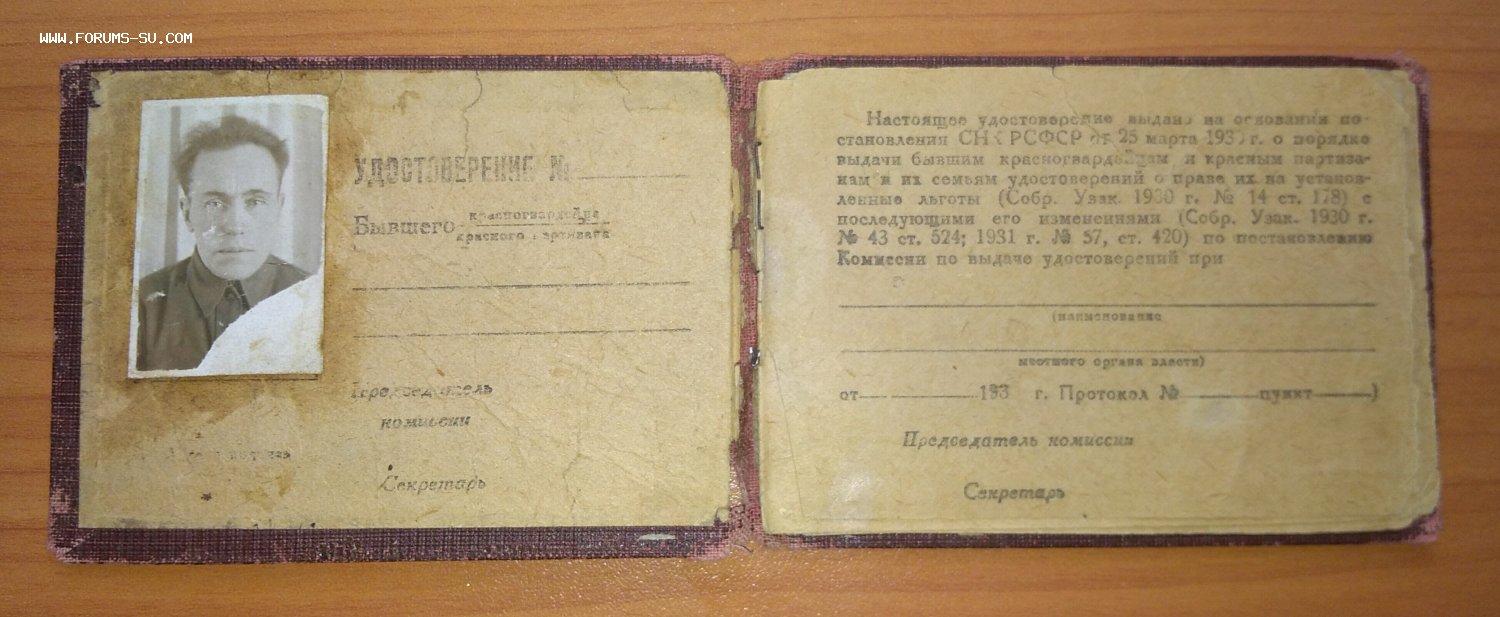 WWW.FORUMS-SU.COM
УДОСТОВЕРЕНИЕ №
Бывшего красногвардейца
красного партизана
Председатель
комиссии
Секретарь
Настоящее удостоверение выдано на основании по-
становления СНК РСФСР от 25 марта 1930 г. о порядке
выдачи бывшим красногвардейцам и красным партиза-
нам и их семьям удостоверений о праве их на установ-
ленные льготы (Собр. Узак. 1930 г. № 14 ст. 178) с
последующими его изменениями (Собр. Узак. 1930 г.
№ 43 ст. 524; 1931 г. № 57, ст. 420) по постановлению
Комиссии по выдаче удостоверений при
(наименование
местного органа власти)
от 193 г. Протокол № пункт )
Председатель комиссии
Секретарь